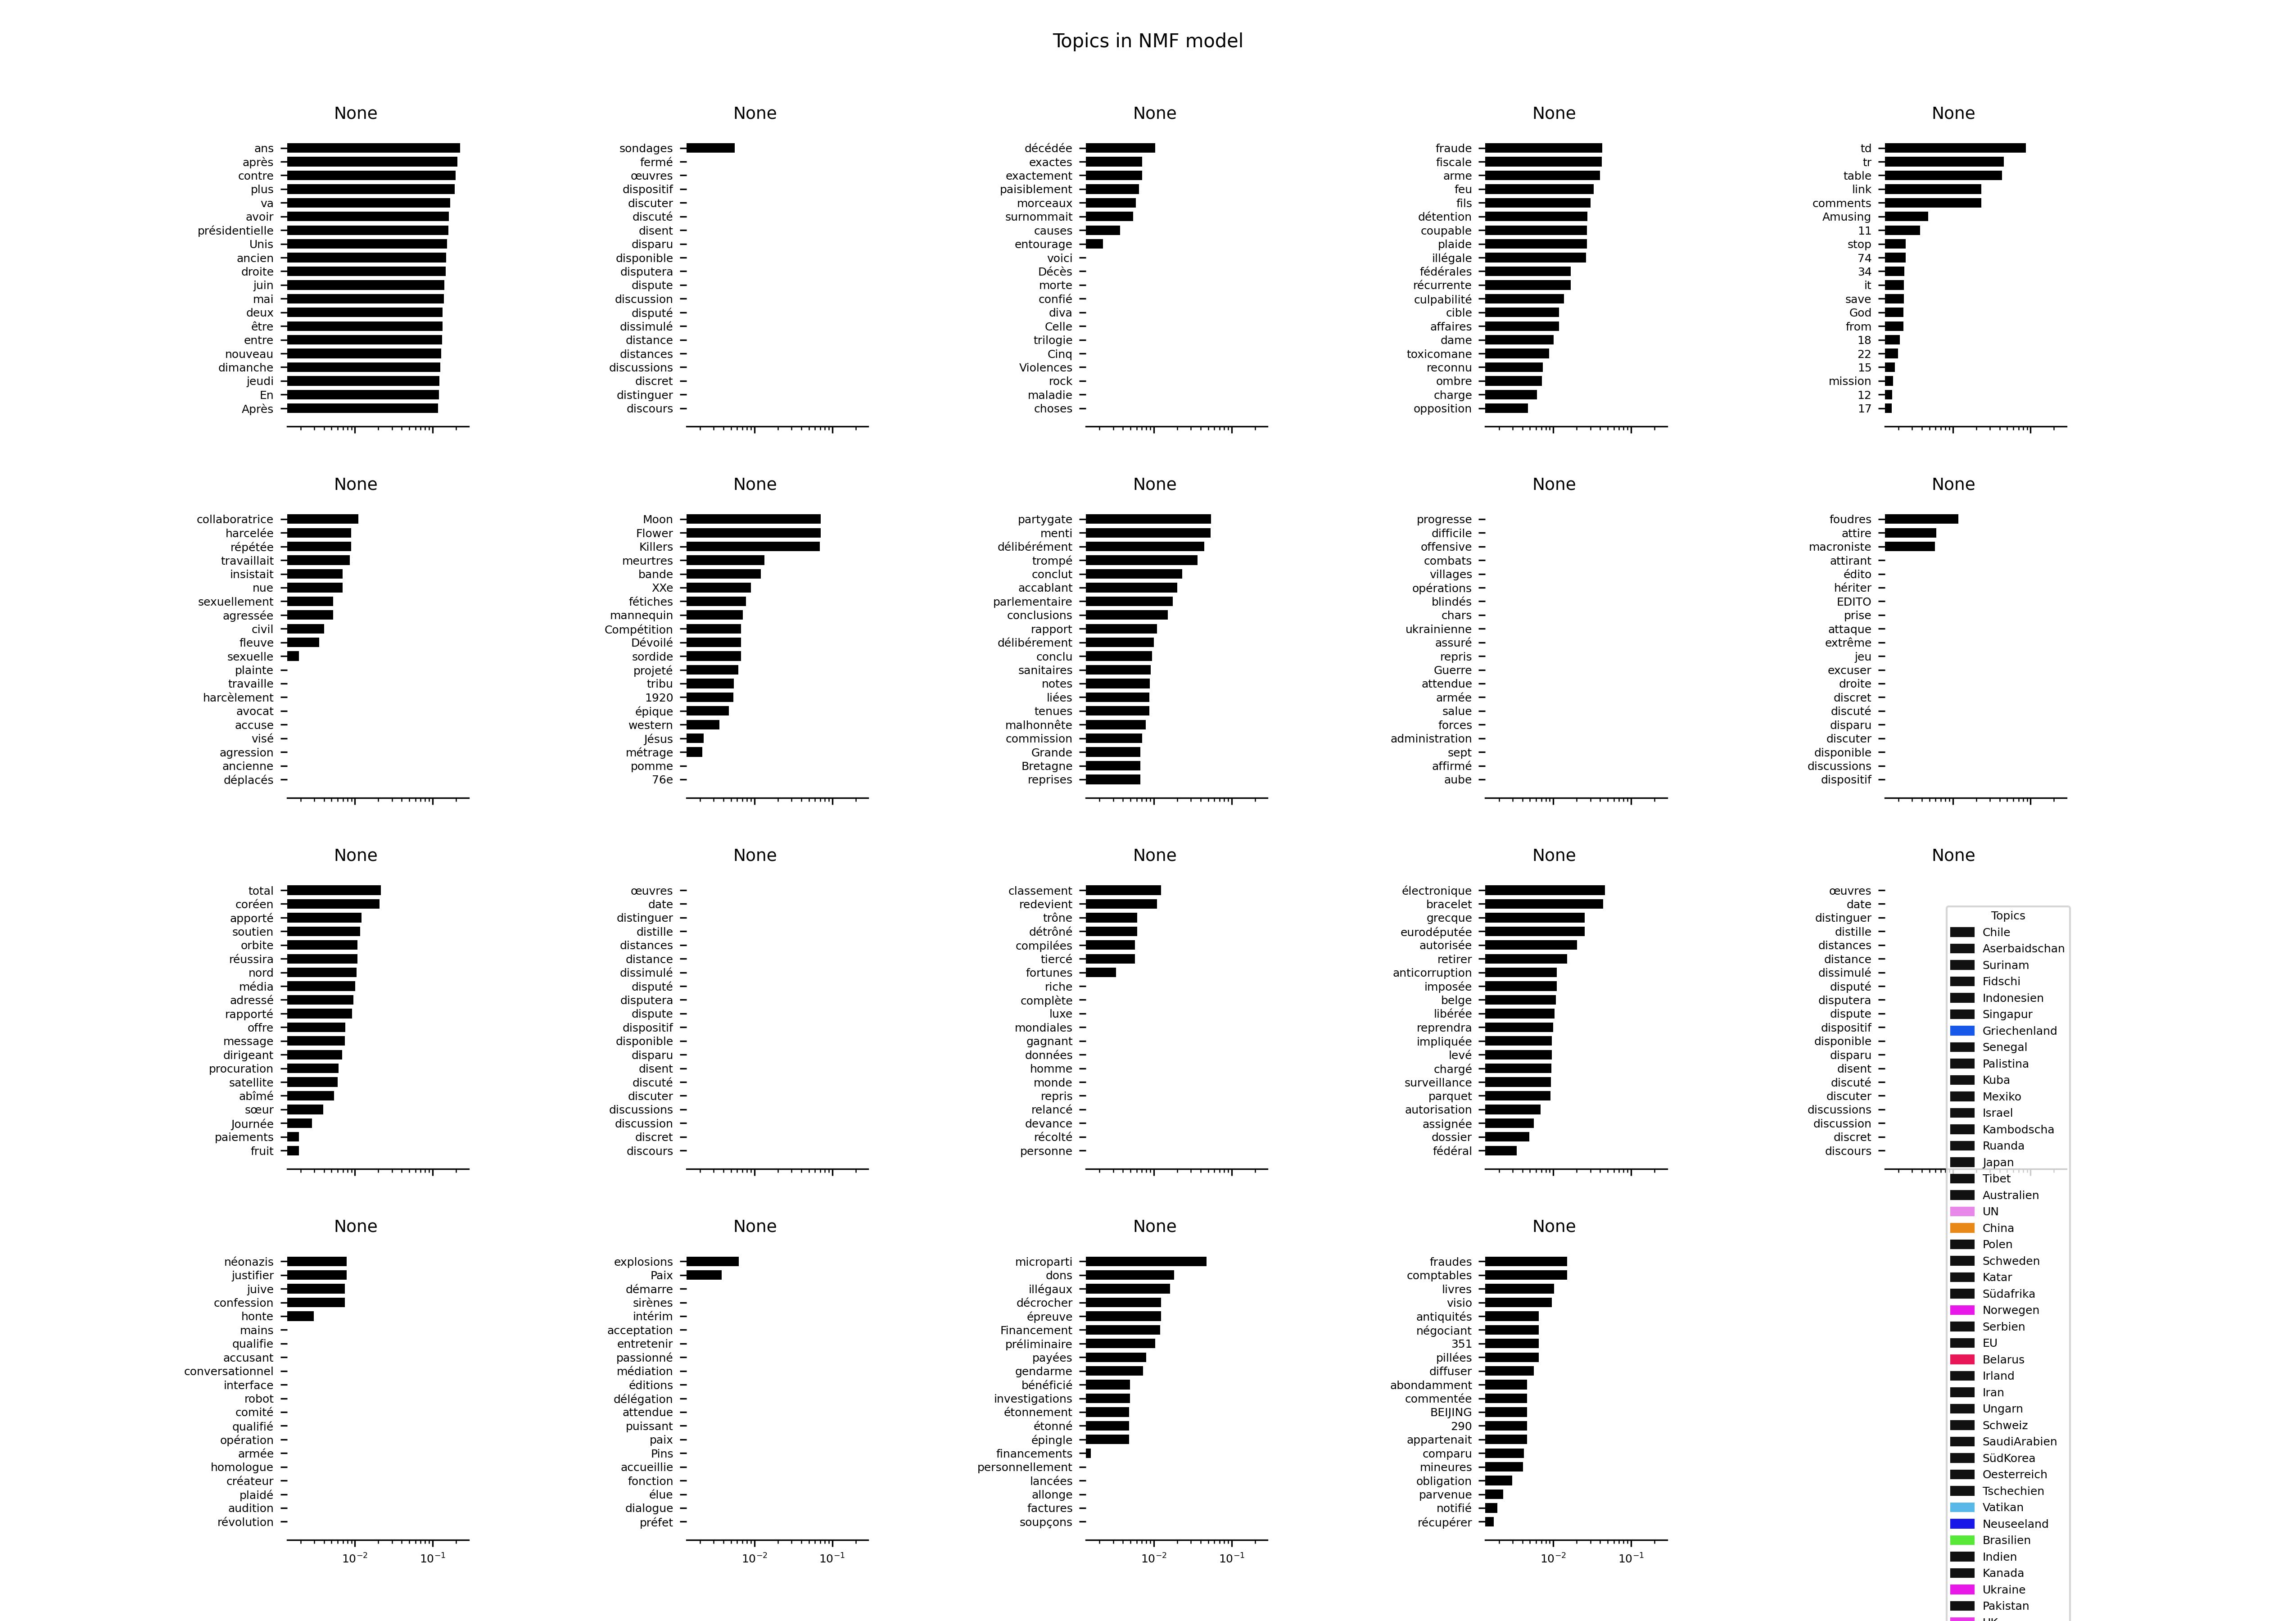 Topics in NMF model
None
ans
après
contre
plus
va
avoir
présidentielle
Unis
ancien
droite
juin
mai
deux
être
entre
nouveau
dimanche
jeudi
En
Après
None
sondages
fermé
œuvres
dispositif
discuter
discuté
disent
disparu
disponible
disputera
dispute
discussion
disputé
dissimulé
distance
distances
discussions
discret
distinguer
discours
None
décédée
exactes
exactement
paisiblement
morceaux
surnommait
causes
entourage
voici
Décès
morte
confié
diva
Celle
trilogie
Cinq
Violences
rock
maladie
choses
None
fraude
fiscale
arme
feu
fils
détention
coupable
plaide
illégale
fédérales
récurrente
culpabilité
cible
affaires
dame
toxicomane
reconnu
ombre
charge
opposition
None
td
tr
table
link
comments
Amusing
11
stop
74
34
it
save
God
from
18
22
15
mission
12
17
None
collaboratrice
harcelée
répétée
travaillait
insistait
nue
sexuellement
agressée
civil
fleuve
sexuelle
plainte
travaille
harcèlement
avocat
accuse
visé
agression
ancienne
déplacés
None
Moon
Flower
Killers
meurtres
bande
XXe
fétiches
mannequin
Compétition
Dévoilé
sordide
projeté
tribu
1920
épique
western
Jésus
métrage
pomme
76e
None
partygate
menti
délibérément
trompé
conclut
accablant
parlementaire
conclusions
rapport
délibérement
conclu
sanitaires
notes
liées
tenues
malhonnête
commission
Grande
Bretagne
reprises
None
progresse
difficile
offensive
combats
villages
opérations
blindés
chars
ukrainienne
assuré
repris
Guerre
attendue
armée
salue
forces
administration
sept
affirmé
aube
None
foudres
attire
macroniste
attirant
édito
hériter
EDITO
prise
attaque
extrême
jeu
excuser
droite
discret
discuté
disparu
discuter
disponible
discussions
dispositif
None
total
coréen
apporté
soutien
orbite
réussira
nord
média
adressé
rapporté
offre
message
dirigeant
procuration
satellite
abîmé
sœur
Journée
paiements
fruit
None
œuvres
date
distinguer
distille
distances
distance
dissimulé
disputé
disputera
dispute
dispositif
disponible
disparu
disent
discuté
discuter
discussions
discussion
discret
discours
None
classement
redevient
trône
détrôné
compilées
tiercé
fortunes
riche
complète
luxe
mondiales
gagnant
données
homme
monde
repris
relancé
devance
récolté
personne
None
électronique
bracelet
grecque
eurodéputée
autorisée
retirer
anticorruption
imposée
belge
libérée
reprendra
impliquée
levé
chargé
surveillance
parquet
autorisation
assignée
dossier
fédéral
None
œuvres
date
distinguer
distille
distances
distance
dissimulé
disputé
disputera
dispute
dispositif
disponible
disparu
disent
discuté
discuter
discussions
discussion
discret
discours
None
néonazis
justifier
juive
confession
honte
mains
qualifie
accusant
conversationnel
interface
robot
comité
qualifié
opération
armée
homologue
créateur
plaidé
audition
révolution
10⁻² 10⁻¹
None
explosions
Paix
démarre
sirènes
intérim
acceptation
entretenir
passionné
médiation
éditions
délégation
attendue
puissant
paix
Pins
accueillie
fonction
élue
dialogue
préfet
10⁻² 10⁻¹
None
microparti
dons
illégaux
décrocher
épreuve
Financement
préliminaire
payées
gendarme
bénéficié
investigations
étonnement
étonné
épingle
financements
personnellement
lancées
allonge
factures
soupçons
10⁻² 10⁻¹
None
fraudes
comptables
livres
visio
antiquités
négociant
351
pillées
diffuser
abondamment
commentée
BEIJING
290
appartenait
comparu
mineures
obligation
parvenue
notifié
récupérer
10⁻² 10⁻¹
Topics
Chile
Aserbaidschan
Surinam
Fidschi
Indonesien
Singapur
Griechenland
Senegal
Palistina
Kuba
Mexiko
Israel
Kambodscha
Ruanda
Japan
Tibet
Australien
UN
China
Polen
Schweden
Katar
Südafrika
Norwegen
Serbien
EU
Belarus
Irland
Iran
Ungarn
Schweiz
SaudiArabien
SüdKorea
Oesterreich
Tschechien
Vatikan
Neuseeland
Brasilien
Indien
Kanada
Ukraine
Pakistan